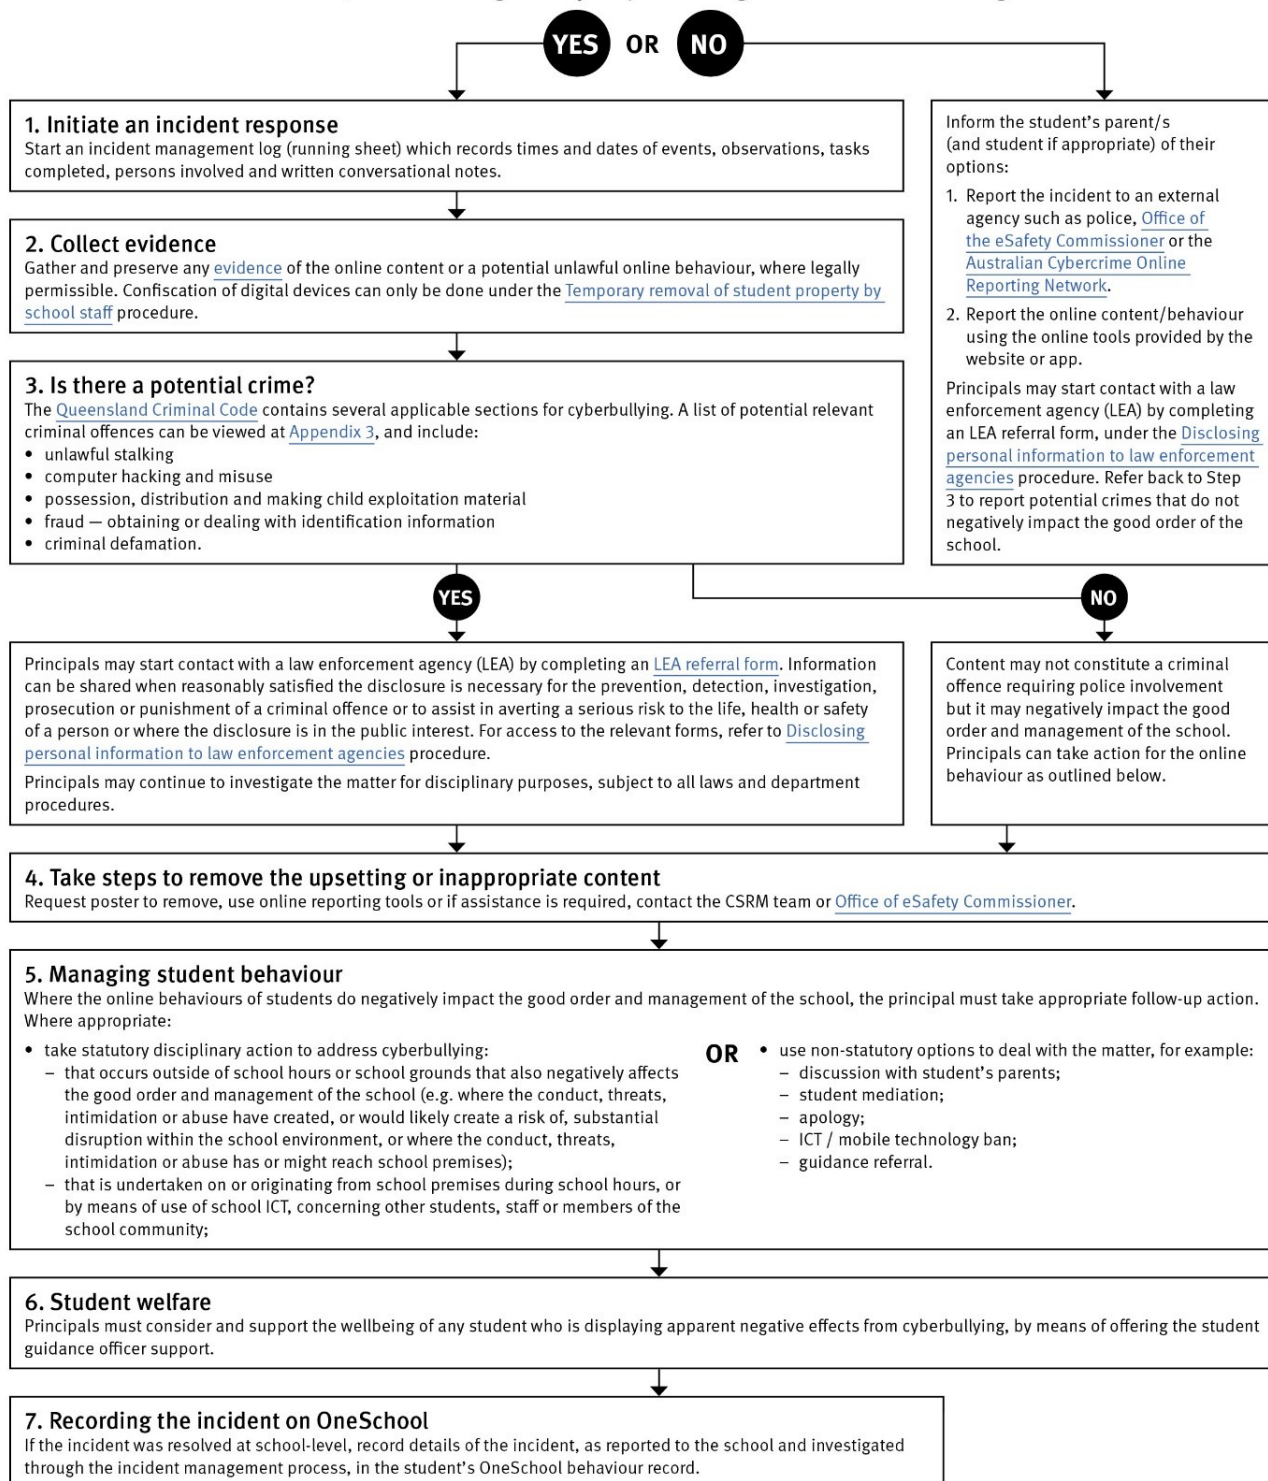 YES OR NO
1. Initiate an incident response
Start an incident management log (running sheet) which records times and dates of events, observations, tasks
completed, persons involved and written conversational notes.
Inform the student's parent/s
(and student if appropriate) of their
options:
1. Report the incident to an external
agency such as police, Office of
the eSafety Commissioner or the
Australian Cybercrime Online
Reporting Network.
2. Report the online content/behaviour
using the online tools provided by the
website or app.
Principals may start contact with a law
enforcement agency (LEA) by completing
an LEA referral form, under the Disclosing
personal information to law enforcement
agencies procedure. Refer back to Step
3 to report potential crimes that do not
negatively impact the good order of the
school.
2. Collect evidence
Gather and preserve any evidence of the online content or a potential unlawful online behaviour, where legally
permissible. Confiscation of digital devices can only be done under the Temporary removal of student property by
school staff procedure.
3. Is there a potential crime?
The Queensland Criminal Code contains several applicable sections for cyberbullying. A list of potential relevant
criminal offences can be viewed at Appendix 3, and include:
• unlawful stalking
• computer hacking and misuse
• possession, distribution and making child exploitation material
• fraud — obtaining or dealing with identification information
• criminal defamation.
YES
NO
Principals may start contact with a law enforcement agency (LEA) by completing an LEA referral form. Information
can be shared when reasonably satisfied the disclosure is necessary for the prevention, detection, investigation,
prosecution or punishment of a criminal offence or to assist in averting a serious risk to the life, health or safety
of a person or where the disclosure is in the public interest. For access to the relevant forms, refer to Disclosing
personal information to law enforcement agencies procedure.
Principals may continue to investigate the matter for disciplinary purposes, subject to all laws and department
procedures.
Content may not constitute a criminal
offence requiring police involvement
but it may negatively impact the good
order and management of the school.
Principals can take action for the online
behaviour as outlined below.
4. Take steps to remove the upsetting or inappropriate content
Request poster to remove, use online reporting tools or if assistance is required, contact the CSRM team or Office of eSafety Commissioner.
5. Managing student behaviour
Where the online behaviours of students do negatively impact the good order and management of the school, the principal must take appropriate follow-up action.
Where appropriate:
• take statutory disciplinary action to address cyberbullying:
– that occurs outside of school hours or school grounds that also negatively affects
the good order and management of the school (e.g. where the conduct, threats,
intimidation or abuse have created, or would likely create a risk of, substantial
disruption within the school environment, or where the conduct, threats,
intimidation or abuse has or might reach school premises);
– that is undertaken on or originating from school premises during school hours, or
by means of use of school ICT, concerning other students, staff or members of the
school community;
OR
• use non-statutory options to deal with the matter, for example:
– discussion with student's parents;
– student mediation;
– apology;
– ICT / mobile technology ban;
– guidance referral.
6. Student welfare
Principals must consider and support the wellbeing of any student who is displaying apparent negative effects from cyberbullying, by means of offering the student
guidance officer support.
7. Recording the incident on OneSchool
If the incident was resolved at school-level, record details of the incident, as reported to the school and investigated
through the incident management process, in the student's OneSchool behaviour record.